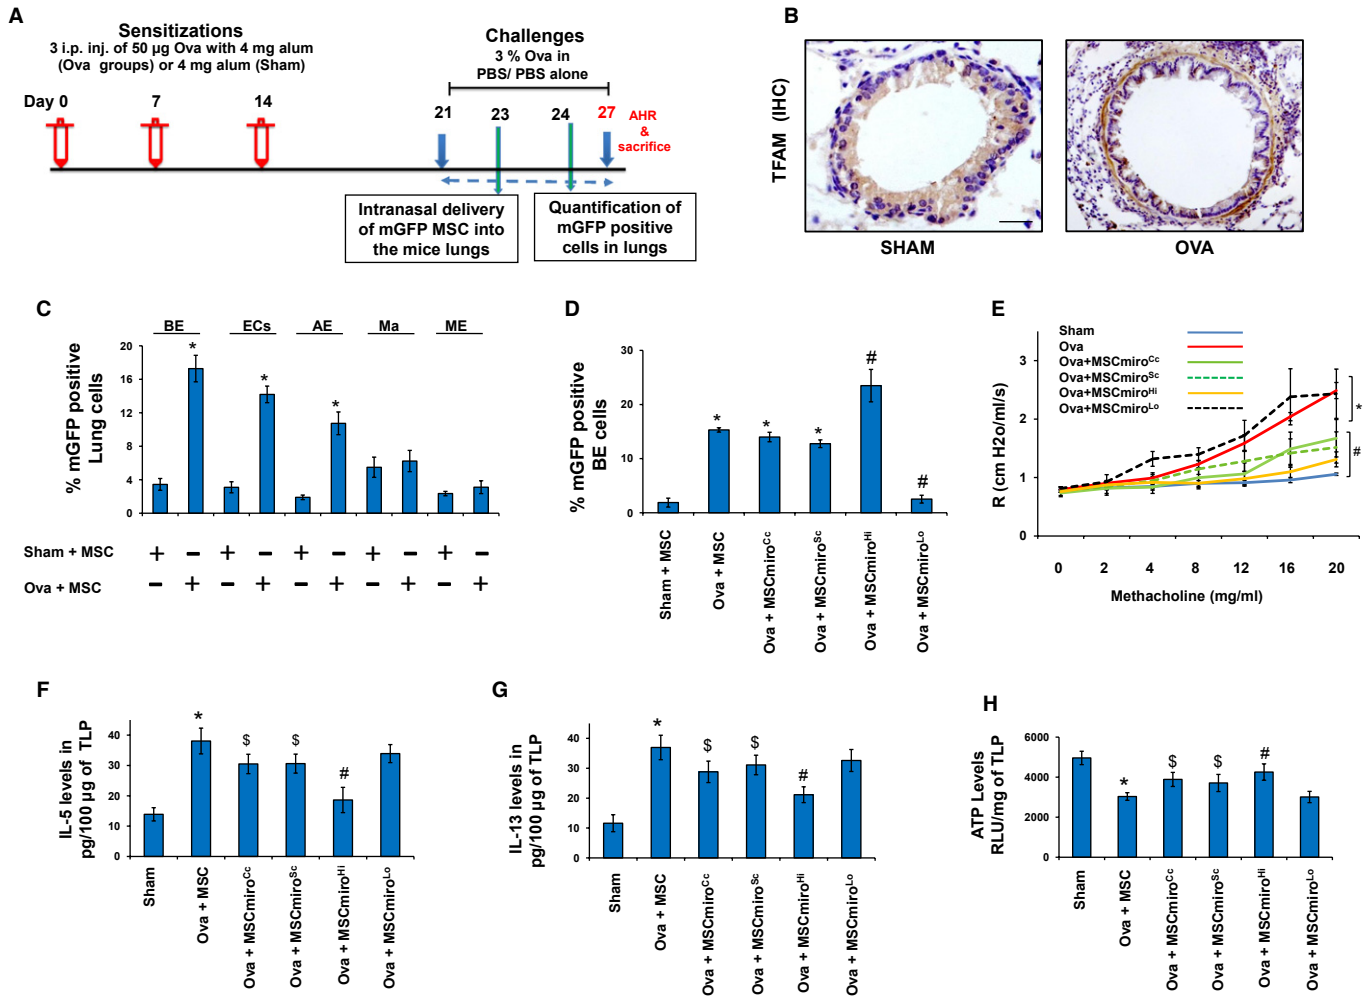 A
Sensitizations
3 i.p. inj. of 50 µg Ova with 4 mg alum
(Ova groups) or 4 mg alum (Sham)
Challenges
3 % Ova in
PBS/ PBS alone
Day 0
7
14
21
23
24
27
AHR
&
sacrifice
Intranasal delivery
of mGFP MSC into
the mice lungs
Quantification of
mGFP positive
cells in lungs
B
TFAM (IHC)
SHAM
OVA
C
BE
ECs
AE
Ma
ME
% mGFP positive
Lung cells
20
16
12
8
4
0
*
*
*
Sham + MSC + − + − + − + − + −
Ova + MSC − + − + − + − + − +
D
% mGFP positive
BE cells
30
20
10
0
*
*
*
#
#
Sham + MSC
Ova + MSC
Ova + MSCmiroCc
Ova + MSCmiroSc
Ova + MSCmiroHi
Ova + MSCmiroLo
E
R (cm H2o/ml/s)
3
2
1
0
Sham
Ova
Ova+MSCmiroCc
Ova+MSCmiroSc
Ova+MSCmiroHi
Ova+MSCmiroLo
*
#
0 2 4 8 12 16 20
Methacholine (mg/ml)
F
IL-5 levels in
pg/100 µg of TLP
40
30
20
10
0
*
$
$
#
Sham
Ova + MSC
Ova + MSCmiroCc
Ova + MSCmiroSc
Ova + MSCmiroHi
Ova + MSCmiroLo
G
IL-13 levels in
pg/100 µg of TLP
40
30
20
10
0
*
$
$
#
Sham
Ova + MSC
Ova + MSCmiroCc
Ova + MSCmiroSc
Ova + MSCmiroHi
Ova + MSCmiroLo
H
ATP Levels
RLU/mg of TLP
6000
4000
2000
0
*
$
$
#
Sham
Ova + MSC
Ova + MSCmiroCc
Ova + MSCmiroSc
Ova + MSCmiroHi
Ova + MSCmiroLo